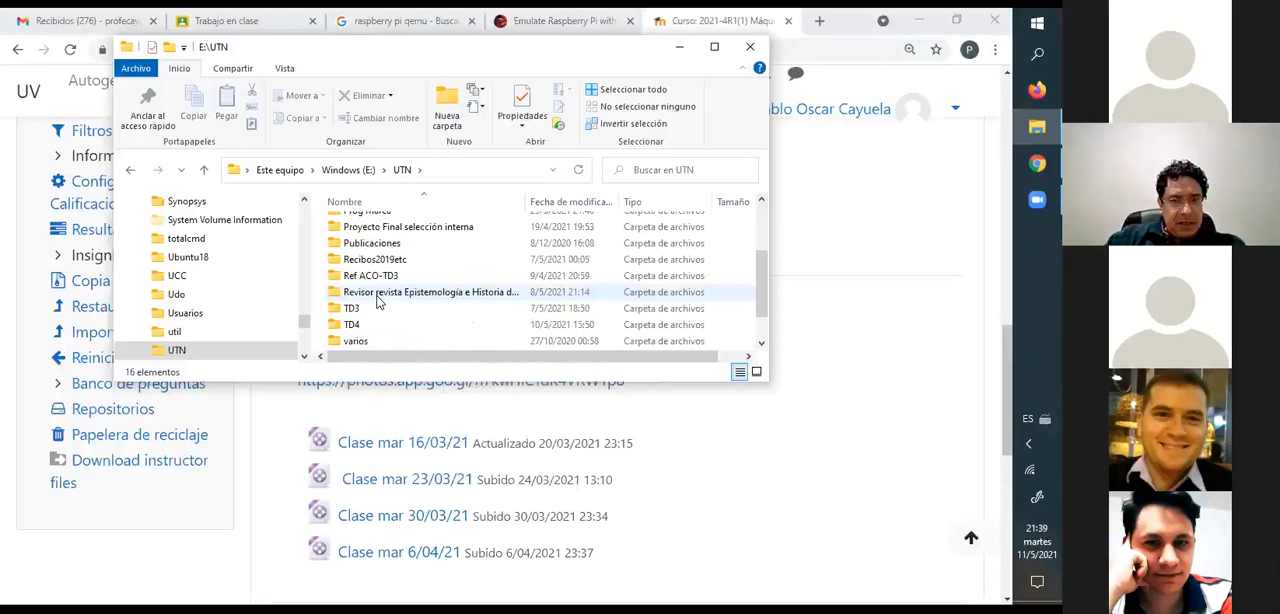 Recibidos (276) - profecay
Trabajo en clase
raspberry pi qemu - Busca
Emulate Raspberry Pi with
Curso: 2021-4R1(1) Máqu
P
UV
Autoge
blo Oscar Cayuela
Filtros
Inform
Config
Calificacio
Resulta
Insigni
Copia
Restau
Impor
Reinici
Banco de preguntas
Repositorios
Papelera de reciclaje
Download instructor
files
E:\UTN
Archivo
Inicio
Compartir
Vista
Anclar al
acceso rápido
Copiar
Pegar
Mover a
Copiar a
Eliminar
Cambiar nombre
Nueva
carpeta
Propiedades
Seleccionar todo
No seleccionar ninguno
Invertir selección
Portapapeles
Organizar
Nuevo
Abrir
Seleccionar
Este equipo
Windows (E:)
UTN
Buscar en UTN
Nombre
Fecha de modifica...
Tipo
Tamaño
Synopsys
System Volume Information
totalcmd
Ubuntu18
UCC
Udo
Usuarios
util
UTN
Carpeta de archivos
Proyecto Final selección interna 19/4/2021 19:53 Carpeta de archivos
Publicaciones 8/12/2020 16:08 Carpeta de archivos
Recibos2019etc 7/5/2021 00:05 Carpeta de archivos
Ref ACO-TD3 9/4/2021 20:59 Carpeta de archivos
Revisor revista Epistemología e Historia d... 8/5/2021 21:14 Carpeta de archivos
TD3 7/5/2021 18:50 Carpeta de archivos
TD4 10/5/2021 15:50 Carpeta de archivos
varios 27/10/2020 00:58 Carpeta de archivos
16 elementos
Clase mar 16/03/21 Actualizado 20/03/2021 23:15
Clase mar 23/03/21 Subido 24/03/2021 13:10
Clase mar 30/03/21 Subido 30/03/2021 23:34
Clase mar 6/04/21 Subido 6/04/2021 23:37
ES
21:39
martes
11/5/2021